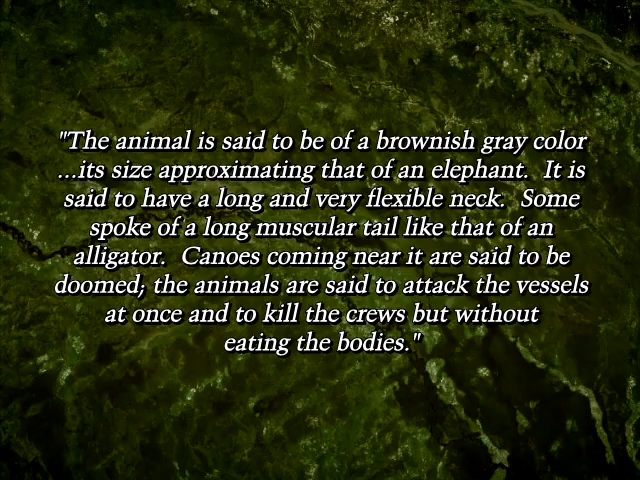 "The animal is said to be of a brownish gray color
...its size approximating that of an elephant.  It is
said to have a long and very flexible neck.  Some
spoke of a long muscular tail like that of an
alligator.  Canoes coming near it are said to be
doomed; the animals are said to attack the vessels
at once and to kill the crews but without
eating the bodies."